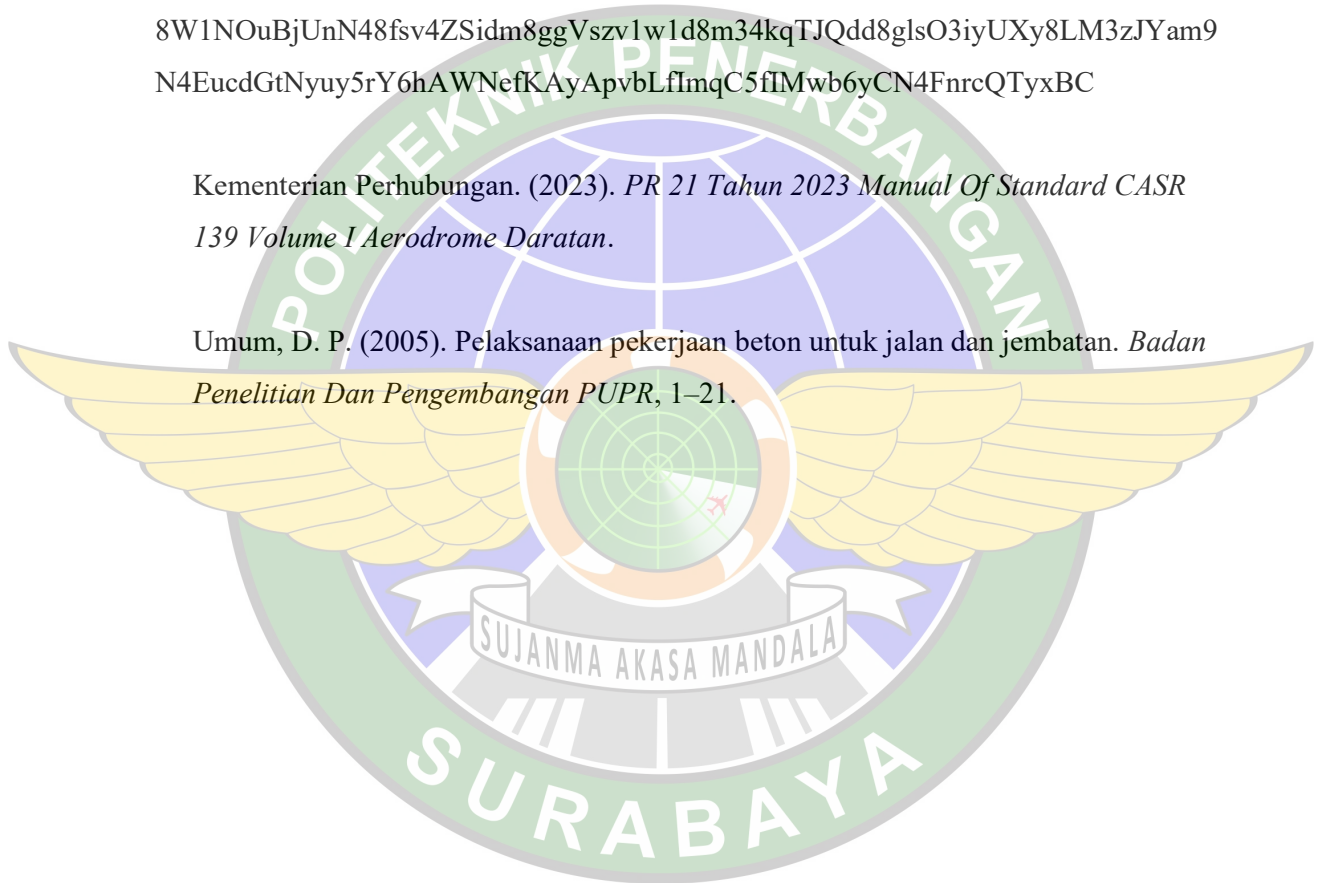 8W1NOuBjUnN48fsv4ZSidm8ggVszv1w1d8m34kqTJQdd8glsO3iyUXy8LM3zJYam9
N4EucdGtNyuy5rY6hAWNefKAyApvbLfImqC5fIMwb6yCN4FnrcQTyxBC
Kementerian Perhubungan. (2023). PR 21 Tahun 2023 Manual Of Standard CASR
139 Volume I Aerodrome Daratan.
Umum, D. P. (2005). Pelaksanaan pekerjaan beton untuk jalan dan jembatan. Badan
Penelitian Dan Pengembangan PUPR, 1–21.
POLITEKNIK PENERBANGAN
SUJANMA AKASA MANDALA
SURABAYA